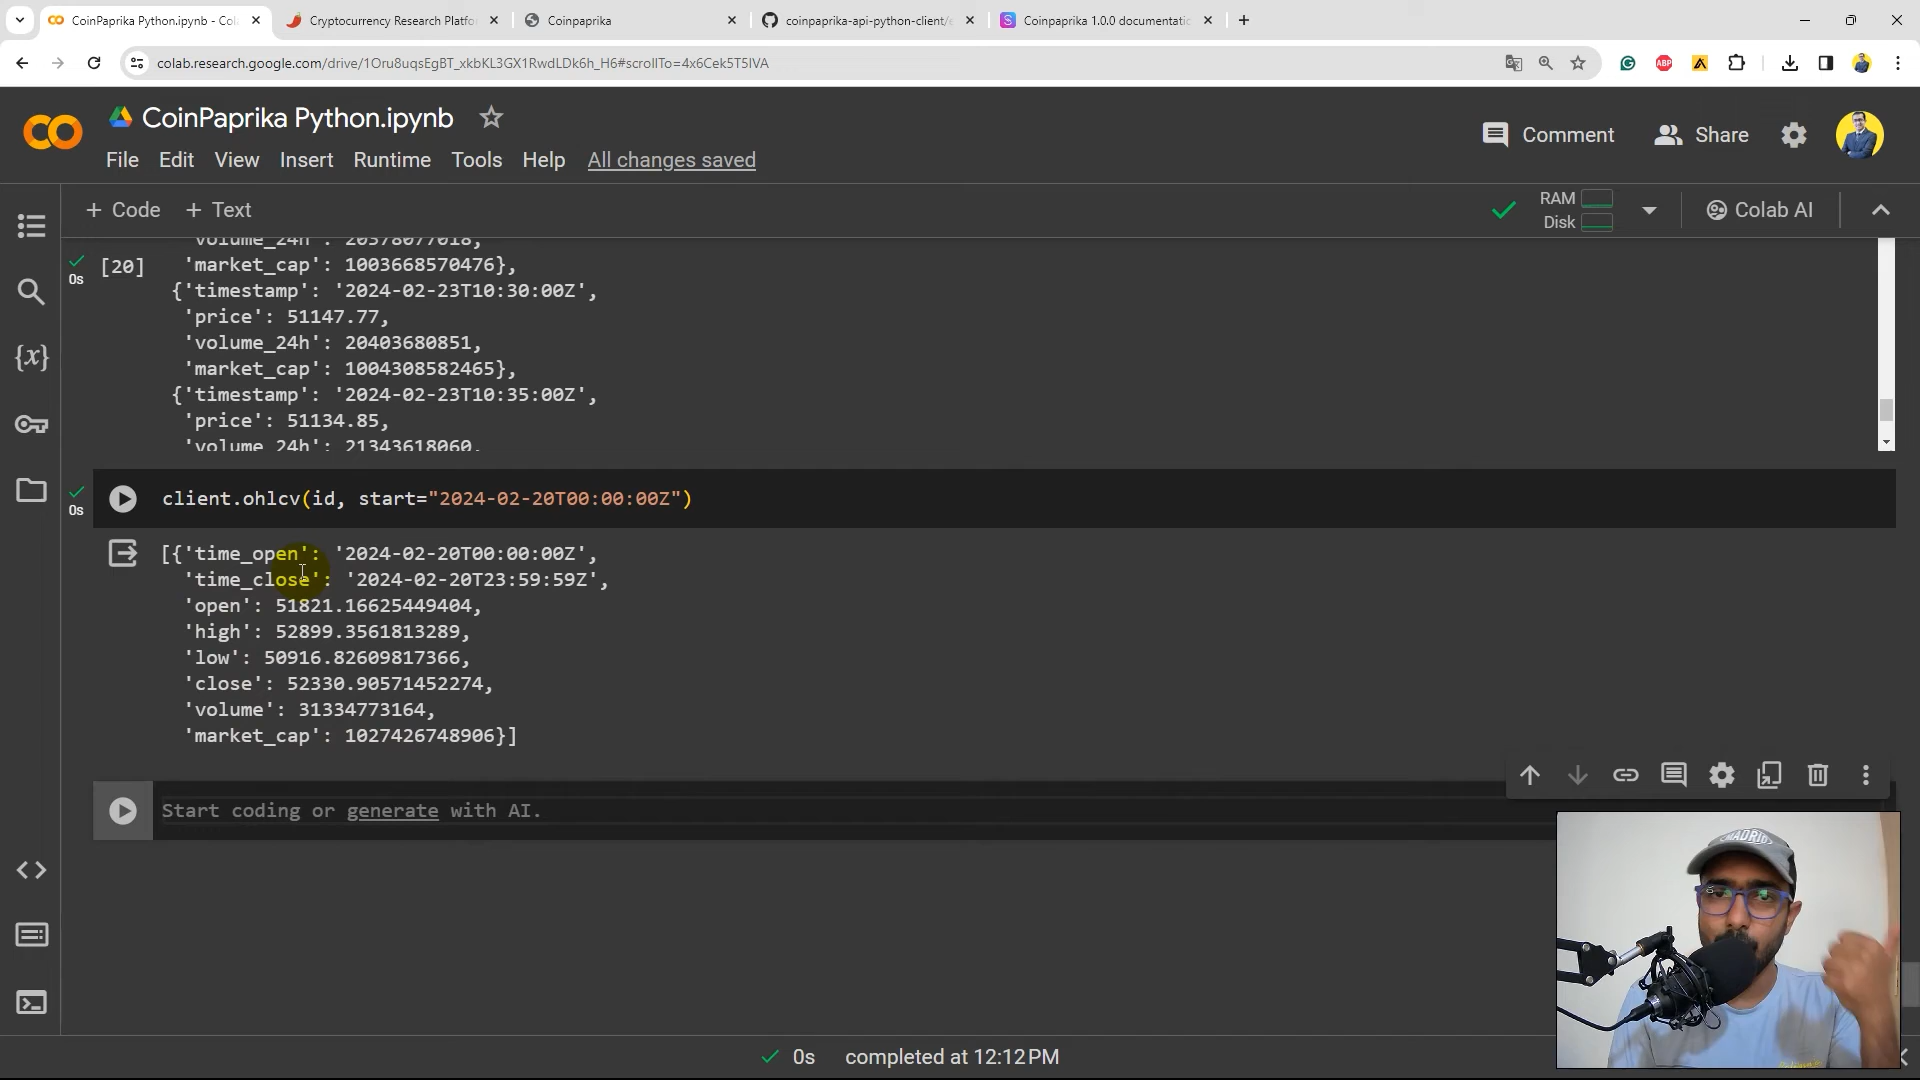 CoinPaprika Python.ipynb - Col
Cryptocurrency Research Platfo
Coinpaprika
coinpaprika-api-python-client/e
Coinpaprika 1.0.0 documentatio
colab.research.google.com/drive/1Oru8uqsEgBT_xkbKL3GX1RwdLDk6h_H6#scrollTo=4x6Cek5T5IVA
ABP
CoinPaprika Python.ipynb
Comment
Share
File Edit View Insert Runtime Tools Help All changes saved
+ Code + Text
RAM
Disk
Colab AI
'volume_24h': 20378077018,
0s
[20]
'market_cap': 1003668570476},
{'timestamp': '2024-02-23T10:30:00Z',
'price': 51147.77,
'volume_24h': 20403680851,
'market_cap': 1004308582465},
{'timestamp': '2024-02-23T10:35:00Z',
'price': 51134.85,
'volume_24h': 21343618060,
0s
client.ohlcv(id, start="2024-02-20T00:00:00Z")
[{'time_open': '2024-02-20T00:00:00Z',
'time_close': '2024-02-20T23:59:59Z',
'open': 51821.16625449404,
'high': 52899.3561813289,
'low': 50916.82609817366,
'close': 52330.90571452274,
'volume': 31334773164,
'market_cap': 1027426748906}]
Start coding or generate with AI.
MADRID
0s completed at 12:12 PM